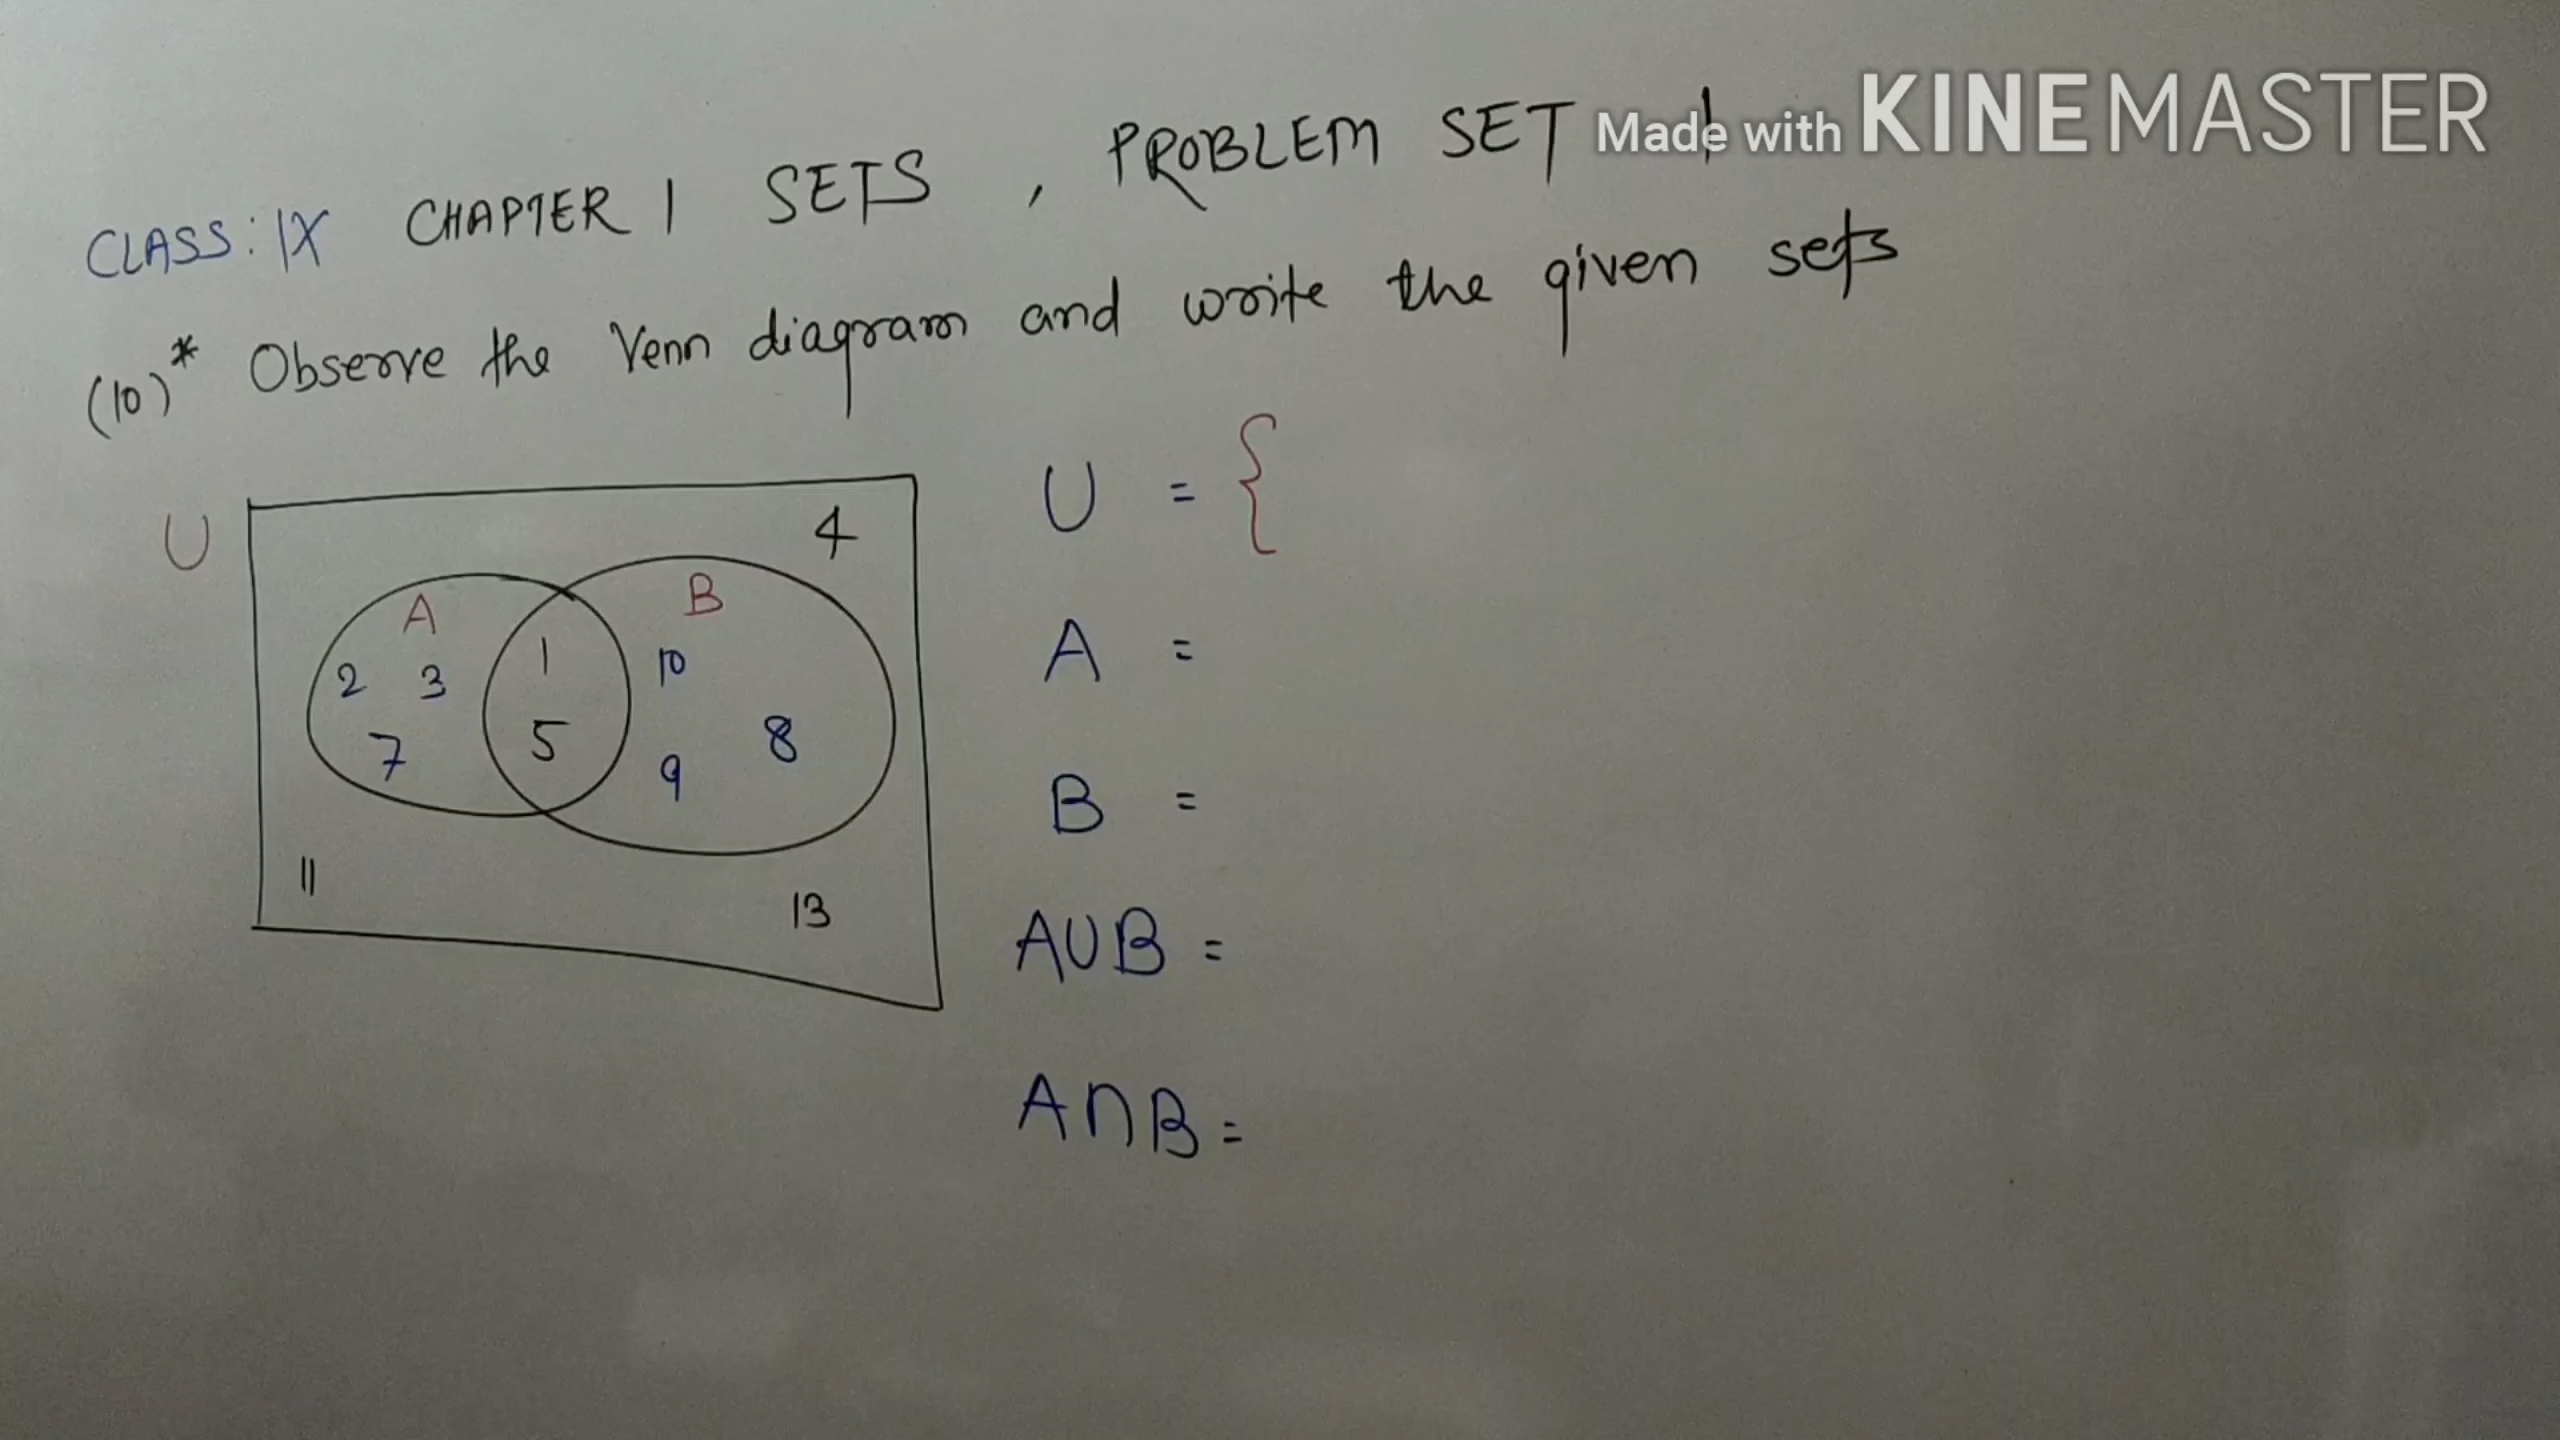 Made with KINEMASTER
CLASS: IX CHAPTER 1 SETS, PROBLEM SET 1
(10)* Observe the Venn diagram and write the given sets
U
4
A
B
2 3
1
10
7
5
9
8
11
13
U = {
A =
B =
A∪B =
A∩B =